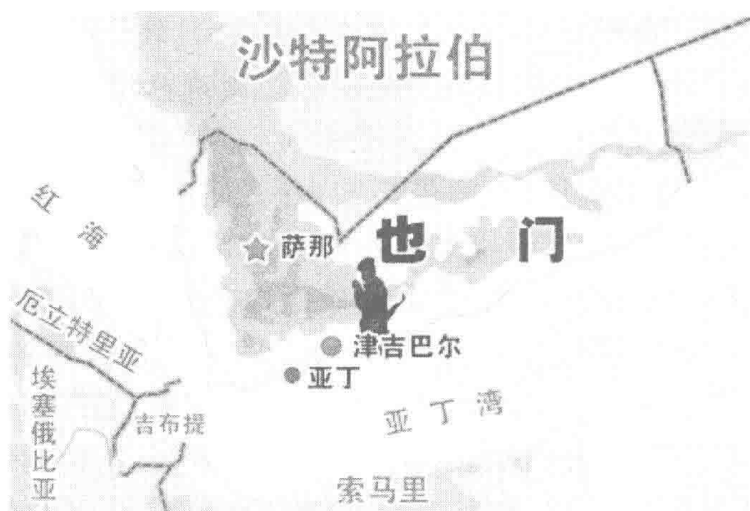 沙特阿拉伯
红海
萨那
也门
厄立特里亚
津吉巴尔
亚丁
埃塞俄比亚
吉布提
亚丁湾
索马里